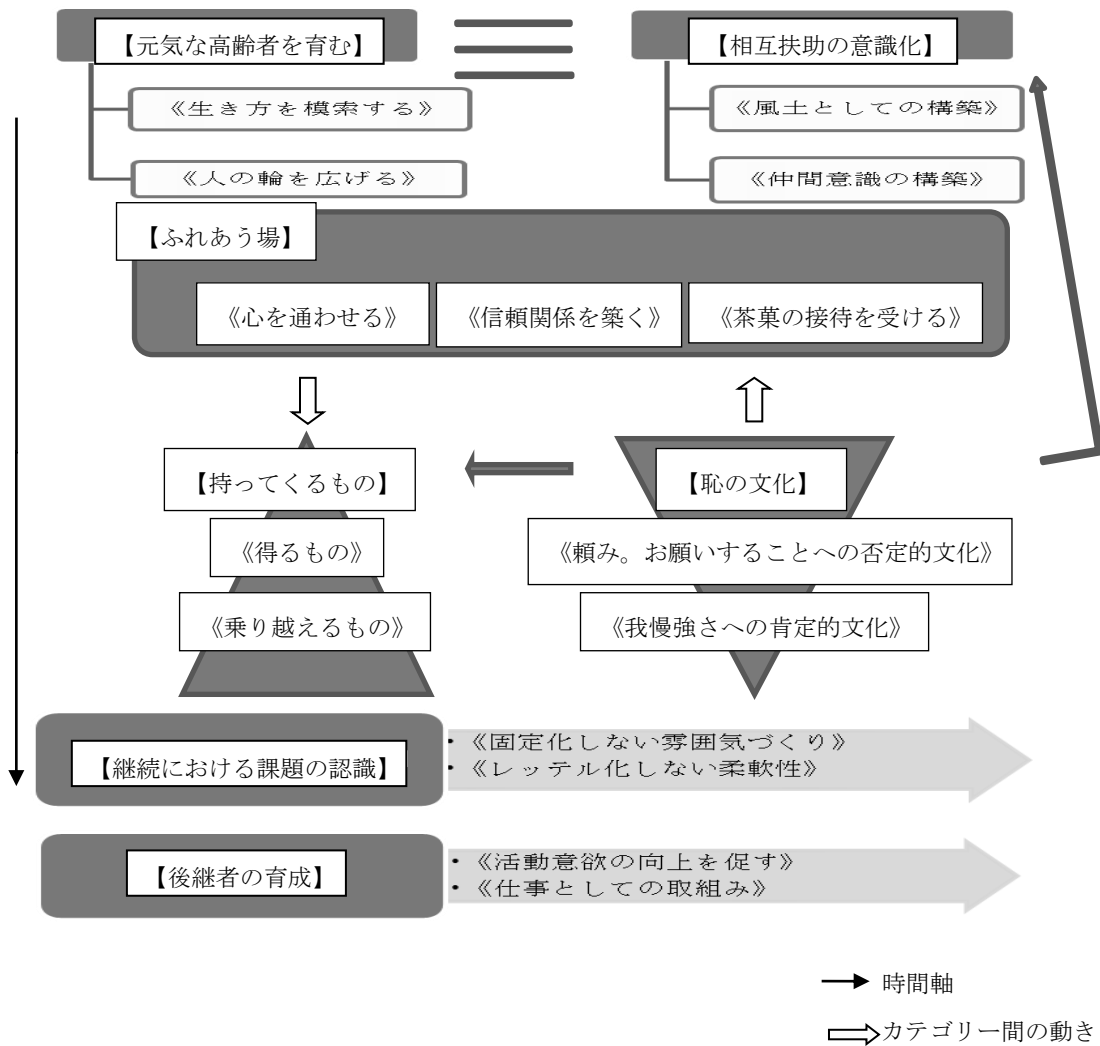 【元気な高齢者を育む】
【相互扶助の意識化】
《生き方を模索する》
《風土としての構築》
《人の輪を広げる》
《仲間意識の構築》
【ふれあう場】
《心を通わせる》
《信頼関係を築く》
《茶菓の接待を受ける》
【持ってくるもの】
【恥の文化】
《得るもの》
《頼み。お願いすることへの否定的文化》
《乗り越えるもの》
《我慢強さへの肯定的文化》
【継続における課題の認識】
・《固定化しない雰囲気づくり》
・《レッテル化しない柔軟性》
【後継者の育成】
・《活動意欲の向上を促す》
・《仕事としての取組み》
時間軸
カテゴリー間の動き